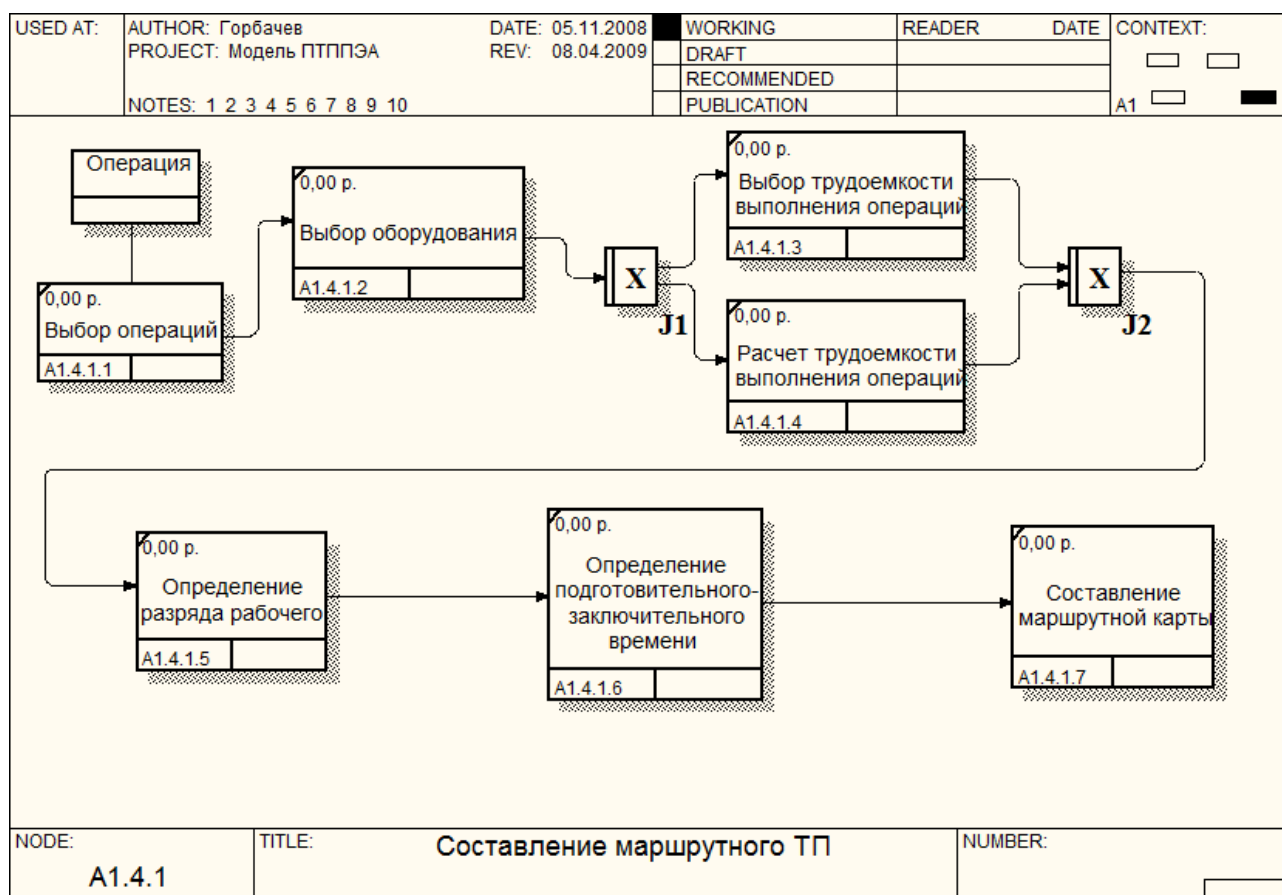 USED AT:
AUTHOR: Горбачев
DATE: 05.11.2008
PROJECT: Модель ПТППЭА
REV: 08.04.2009
NOTES: 1 2 3 4 5 6 7 8 9 10
WORKING
DRAFT
RECOMMENDED
PUBLICATION
READER DATE
CONTEXT:
A1
Операция
0,00 р.
Выбор операций
A1.4.1.1
0,00 р.
Выбор оборудования
A1.4.1.2
X
J1
0,00 р.
Выбор трудоемкости
выполнения операций
A1.4.1.3
0,00 р.
Расчет трудоемкости
выполнения операций
A1.4.1.4
X
J2
0,00 р.
Определение
разряда рабочего
A1.4.1.5
0,00 р.
Определение
подготовительного-
заключительного
времени
A1.4.1.6
0,00 р.
Составление
маршрутной карты
A1.4.1.7
NODE:
A1.4.1
TITLE:
Составление маршрутного ТП
NUMBER: